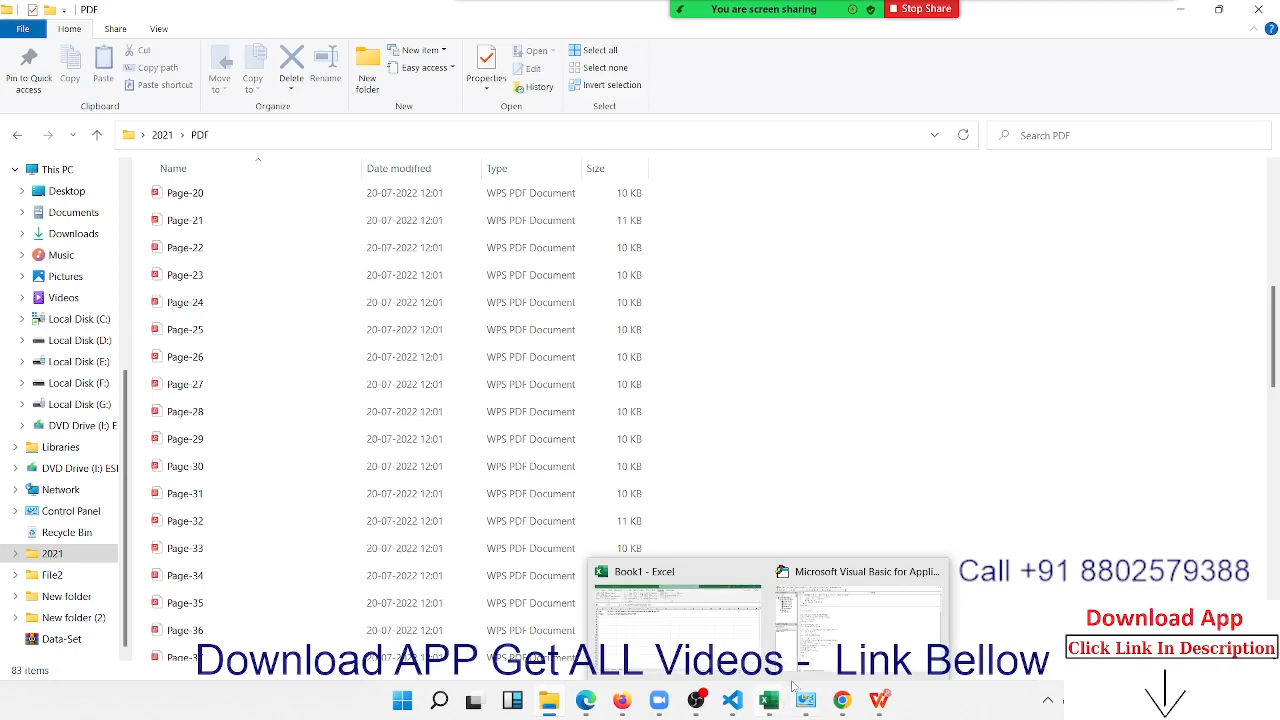 PDF
You are screen sharing
Stop Share
File
Home
Share
View
Pin to Quick access
Copy
Paste
Cut
Copy path
Paste shortcut
Clipboard
Move to
Copy to
Delete
Rename
Organize
New folder
New item
Easy access
New
Properties
Open
Edit
History
Open
Select all
Select none
Invert selection
Select
2021 > PDF
Search PDF
This PC
Desktop
Documents
Downloads
Music
Pictures
Videos
Local Disk (C:)
Local Disk (D:)
Local Disk (E:)
Local Disk (F:)
Local Disk (G:)
DVD Drive (I:) E
Libraries
DVD Drive (I:) ESI
Network
Control Panel
Recycle Bin
2021
File2
New folder
New folder
Data-Set
83 items
Name Date modified Type Size
Page-20 20-07-2022 12:01 WPS PDF Document 10 KB
Page-21 20-07-2022 12:01 WPS PDF Document 11 KB
Page-22 20-07-2022 12:01 WPS PDF Document 10 KB
Page-23 20-07-2022 12:01 WPS PDF Document 10 KB
Page-24 20-07-2022 12:01 WPS PDF Document 10 KB
Page-25 20-07-2022 12:01 WPS PDF Document 10 KB
Page-26 20-07-2022 12:01 WPS PDF Document 10 KB
Page-27 20-07-2022 12:01 WPS PDF Document 10 KB
Page-28 20-07-2022 12:01 WPS PDF Document 10 KB
Page-29 20-07-2022 12:01 WPS PDF Document 10 KB
Page-30 20-07-2022 12:01 WPS PDF Document 10 KB
Page-31 20-07-2022 12:01 WPS PDF Document 10 KB
Page-32 20-07-2022 12:01 WPS PDF Document 11 KB
Page-33 20-07-2022 12:01 WPS PDF Document 10 KB
Page-34 20-07-2022 12:01 WPS PDF Document
Page-35 20-07-2022 12:01 WPS PDF Document
Page-36 20-07-2022 12:01 WPS PDF Document
Book1 - Excel
Microsoft Visual Basic for Appli...
Call +91 8802579388
Download App
Click Link In Description
Download APP Get ALL Videos - Link Bellow